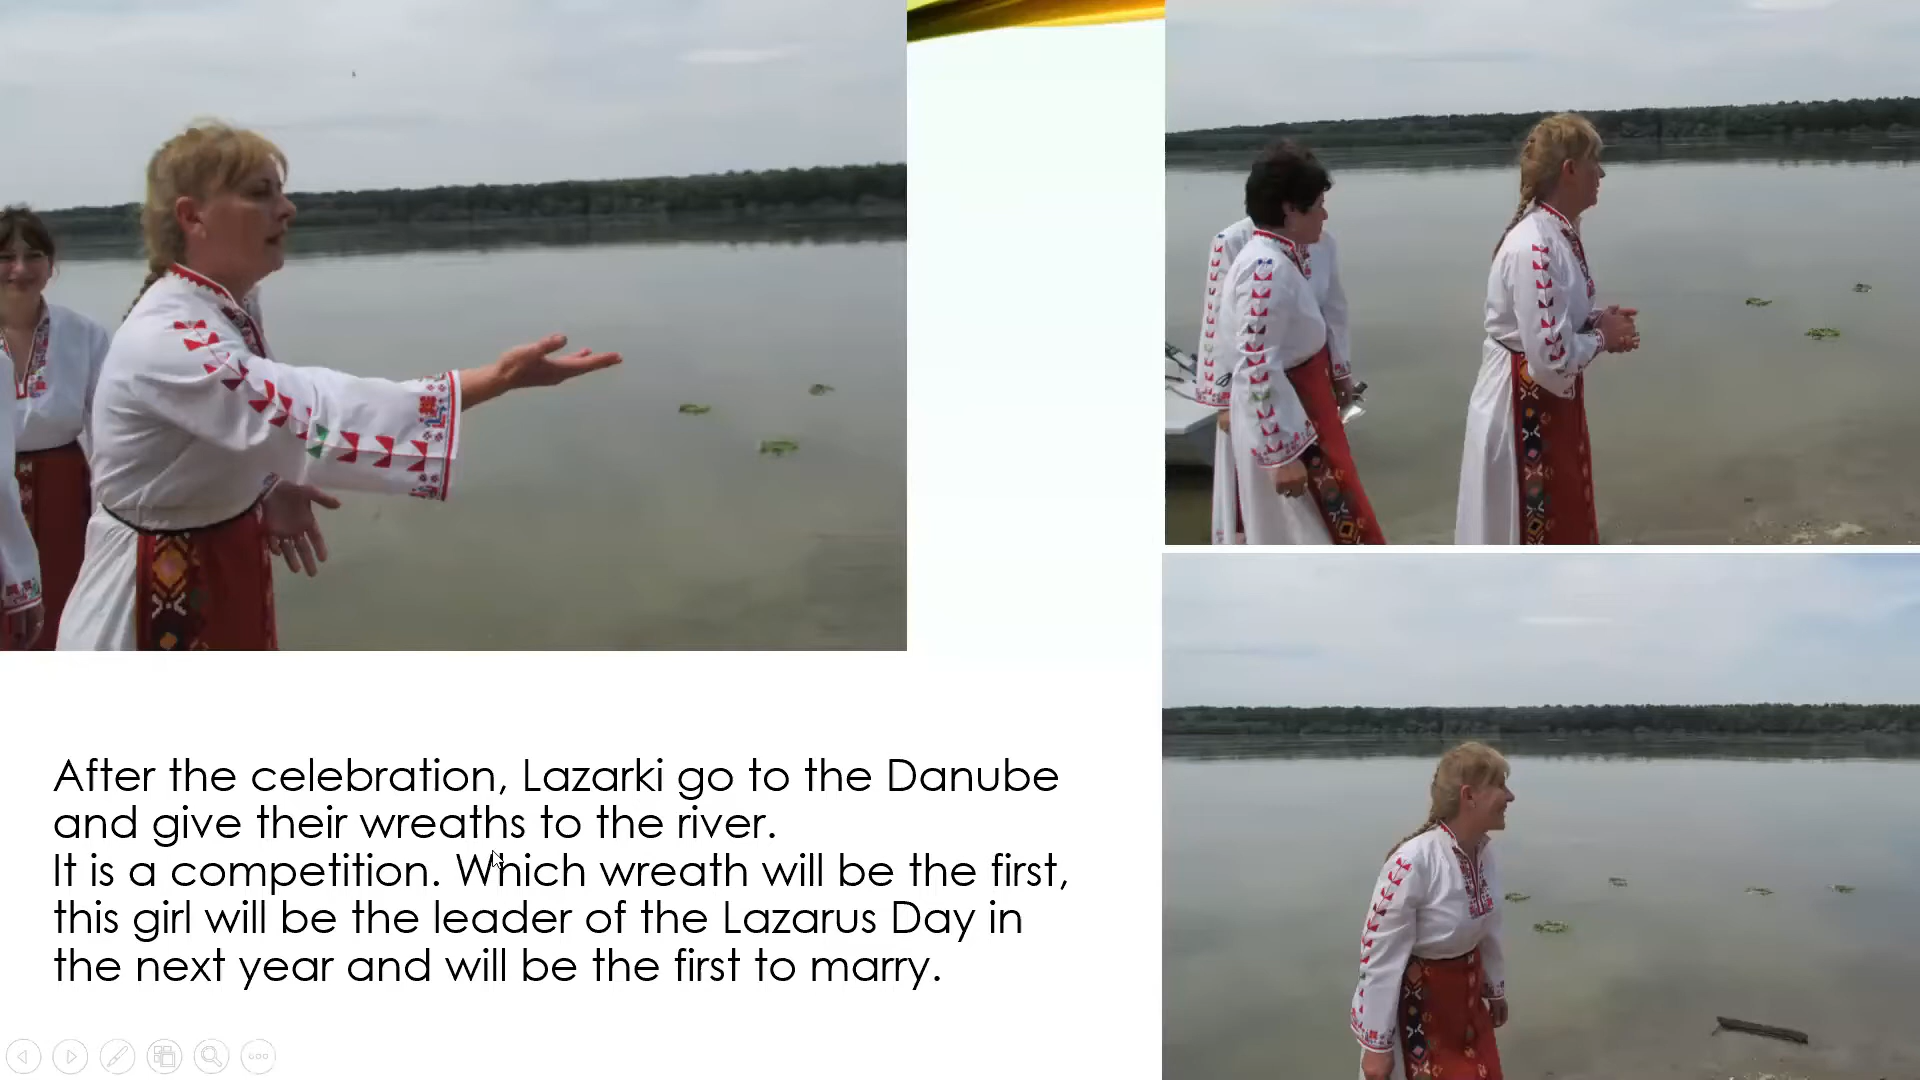 After the celebration, Lazarki go to the Danube
and give their wreaths to the river.
It is a competition. Which wreath will be the first,
this girl will be the leader of the Lazarus Day in
the next year and will be the first to marry.